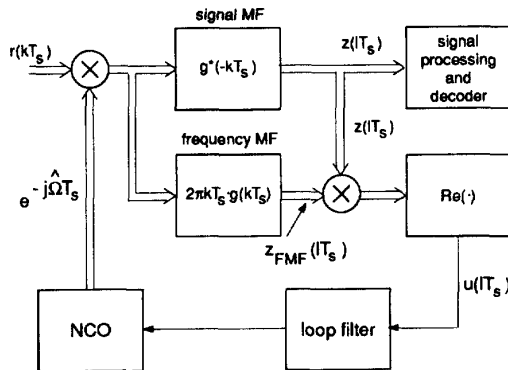 signal MF
r(kT_s)
g*(-kT_s)
z(lT_s)
signal
processing
and
decoder
z(lT_s)
frequency MF
2πkT_s·g(kT_s)
Re(·)
e^-jΩ̂T_s
z_FMF(lT_s)
u(lT_s)
NCO
loop filter